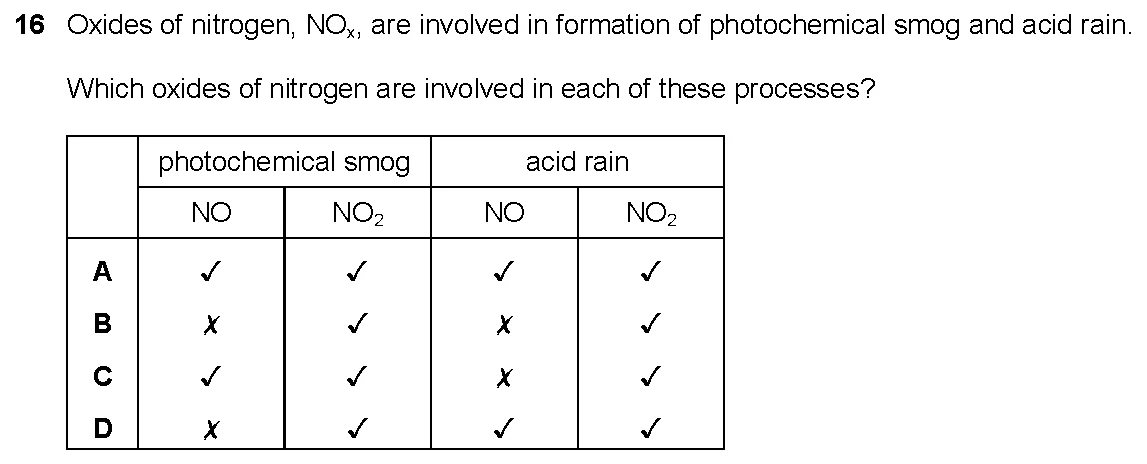 16 Oxides of nitrogen, NOₓ, are involved in formation of photochemical smog and acid rain.
Which oxides of nitrogen are involved in each of these processes?
photochemical smog acid rain
NO NO₂ NO NO₂
A ✓ ✓ ✓ ✓
B ✗ ✓ ✗ ✓
C ✓ ✓ ✗ ✓
D ✗ ✓ ✓ ✓